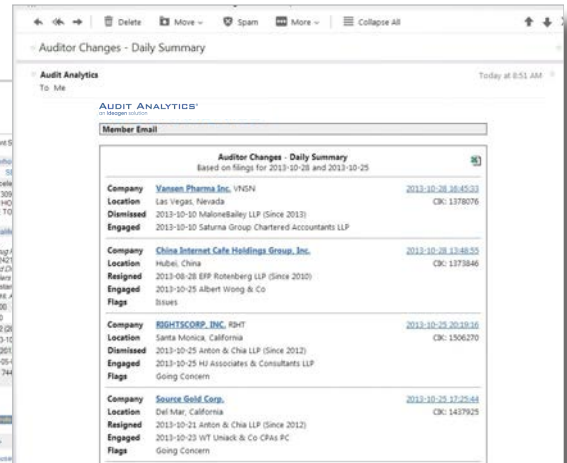 Delete Move Spam More Collapse All
Auditor Changes - Daily Summary
Audit Analytics Today at 8:51 AM
To Me
AUDIT ANALYTICS
an Ideagen solution
Member Email
Auditor Changes - Daily Summary
Based on filings for 2013-10-28 and 2013-10-25
Company Vansen Pharma Inc. VNSN 2013-10-28 16:45:33
Location Las Vegas, Nevada CIK: 1378076
Dismissed 2013-10-10 MaloneBailey LLP (Since 2013)
Engaged 2013-10-10 Saturna Group Chartered Accountants LLP
Company China Internet Cafe Holdings Group, Inc. 2013-10-28 13:48:55
Location Hubei, China CIK: 1373846
Resigned 2013-08-28 EFP Rotenberg LLP (Since 2010)
Engaged 2013-10-25 Albert Wong & Co
Flags Issues
Company RIGHTSCORP, INC. RIHT 2013-10-25 20:19:16
Location Santa Monica, California CIK: 1506270
Dismissed 2013-10-25 Anton & Chia LLP (Since 2012)
Engaged 2013-10-25 HJ Associates & Consultants LLP
Flags Going Concern
Company Source Gold Corp. 2013-10-25 17:25:44
Location Del Mar, California CIK: 1437925
Resigned 2013-10-21 Anton & Chia LLP (Since 2012)
Engaged 2013-10-23 WT Uniack & Co CPAs PC
Flags Going Concern